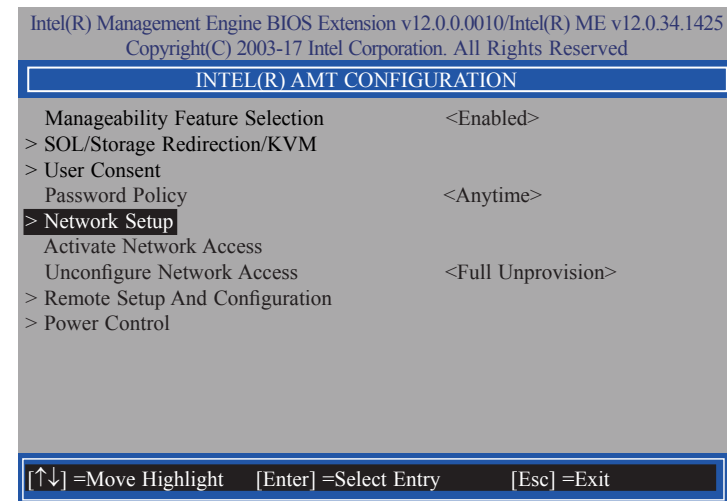 Intel(R) Management Engine BIOS Extension v12.0.0.0010/Intel(R) ME v12.0.34.1425
Copyright(C) 2003-17 Intel Corporation. All Rights Reserved
INTEL(R) AMT CONFIGURATION
Manageability Feature Selection <Enabled>
> SOL/Storage Redirection/KVM
> User Consent
Password Policy <Anytime>
> Network Setup
Activate Network Access
Unconfigure Network Access <Full Unprovision>
> Remote Setup And Configuration
> Power Control
[↑↓] =Move Highlight [Enter] =Select Entry [Esc] =Exit